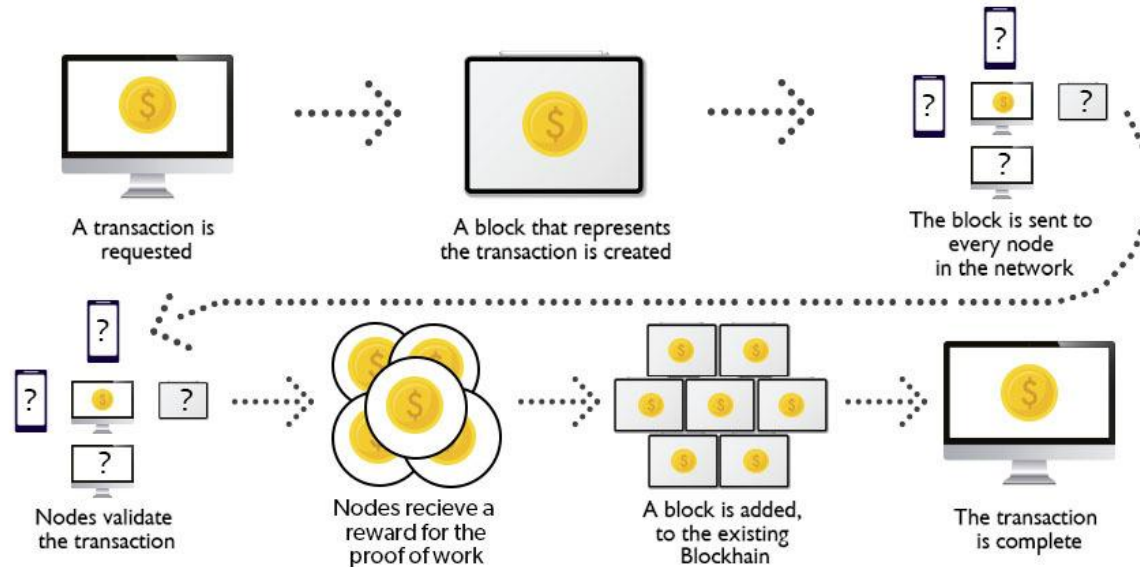 $
A transaction is
requested
$
A block that represents
the transaction is created
?
?
$
?
?
The block is sent to
every node
in the network
?
?
$
?
?
Nodes validate
the transaction
$
$
$
$
$
Nodes recieve a
reward for the
proof of work
$
$
$
$
$
$
$
A block is added,
to the existing
Blockhain
$
The transaction
is complete